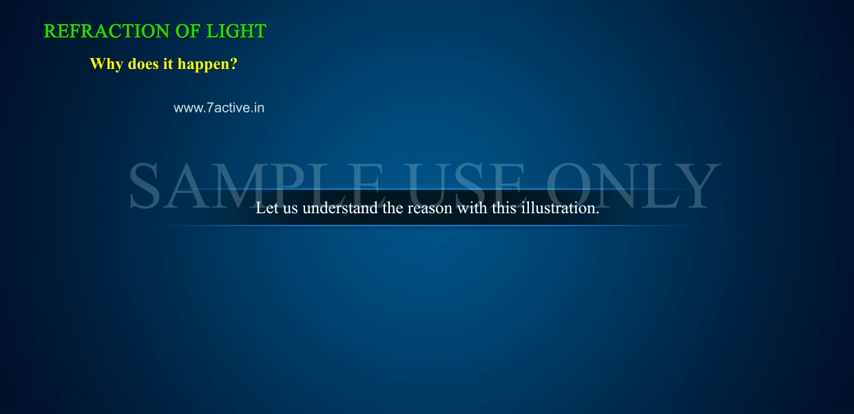 REFRACTION OF LIGHT
Why does it happen?
www.7active.in
SAMPLE USE ONLY
Let us understand the reason with this illustration.